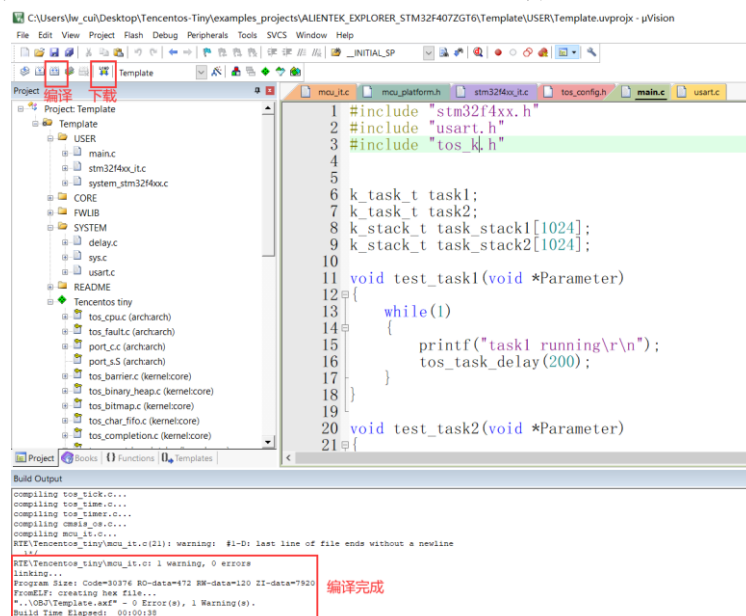 C:\Users\lw_cui\Desktop\Tencentos-Tiny\examples_projects\ALIENTEK_EXPLORER_STM32F407ZGT6\Template\USER\Template.uvprojx - µVision
File Edit View Project Flash Debug Peripherals Tools SVCS Window Help
_INITIAL_SP
Template
编译 下载
Project
Project: Template
Template
USER
main.c
stm32f4xx_it.c
system_stm32f4xx.c
CORE
FWLIB
SYSTEM
delay.c
sys.c
usart.c
README
Tencentos tiny
tos_cpu.c (arch:arch)
tos_fault.c (arch:arch)
port_c.c (arch:arch)
port_s.S (arch:arch)
tos_barrier.c (kernel:core)
tos_binary_heap.c (kernel:core)
tos_bitmap.c (kernel:core)
tos_char_fifo.c (kernel:core)
tos_completion.c (kernel:core)
Project Books {} Functions Templates
mcu_it.c mcu_platform.h stm32f4xx_it.c tos_config.h main.c usart.c
1 #include "stm32f4xx.h"
2 #include "usart.h"
3 #include "tos_k.h"
4
5
6 k_task_t task1;
7 k_task_t task2;
8 k_stack_t task_stack1[1024];
9 k_stack_t task_stack2[1024];
10
11 void test_task1(void *Parameter)
12 {
13 while(1)
14 {
15 printf("task1 running\r\n");
16 tos_task_delay(200);
17 }
18 }
19
20 void test_task2(void *Parameter)
21 {
Build Output
compiling tos_tick.c...
compiling tos_time.c...
compiling tos_timer.c...
compiling cmsis_os.c...
compiling mcu_it.c...
RTE\Tencentos_tiny\mcu_it.c(21): warning: #1-D: last line of file ends without a newline
RTE\Tencentos_tiny\mcu_it.c: 1 warning, 0 errors
linking...
Program Size: Code=30376 RO-data=472 RW-data=120 ZI-data=7920
FromELF: creating hex file...
"..\OBJ\Template.axf" - 0 Error(s), 1 Warning(s).
Build Time Elapsed: 00:00:38
编译完成